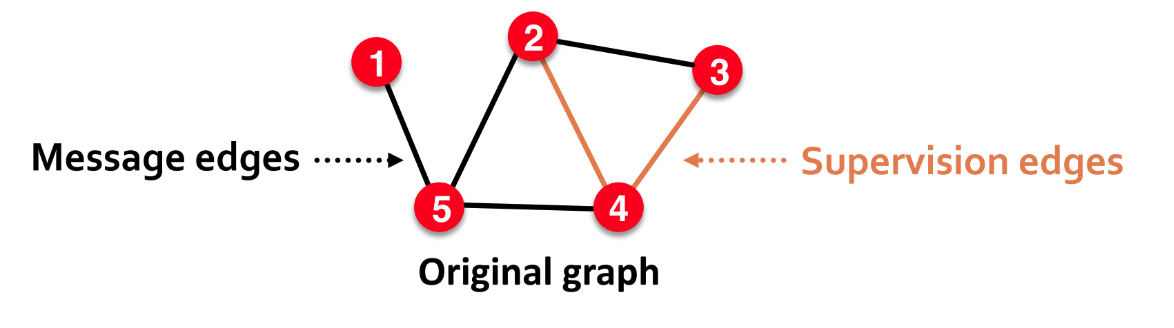 2
1
3
Message edges
Supervision edges
5
4
Original graph